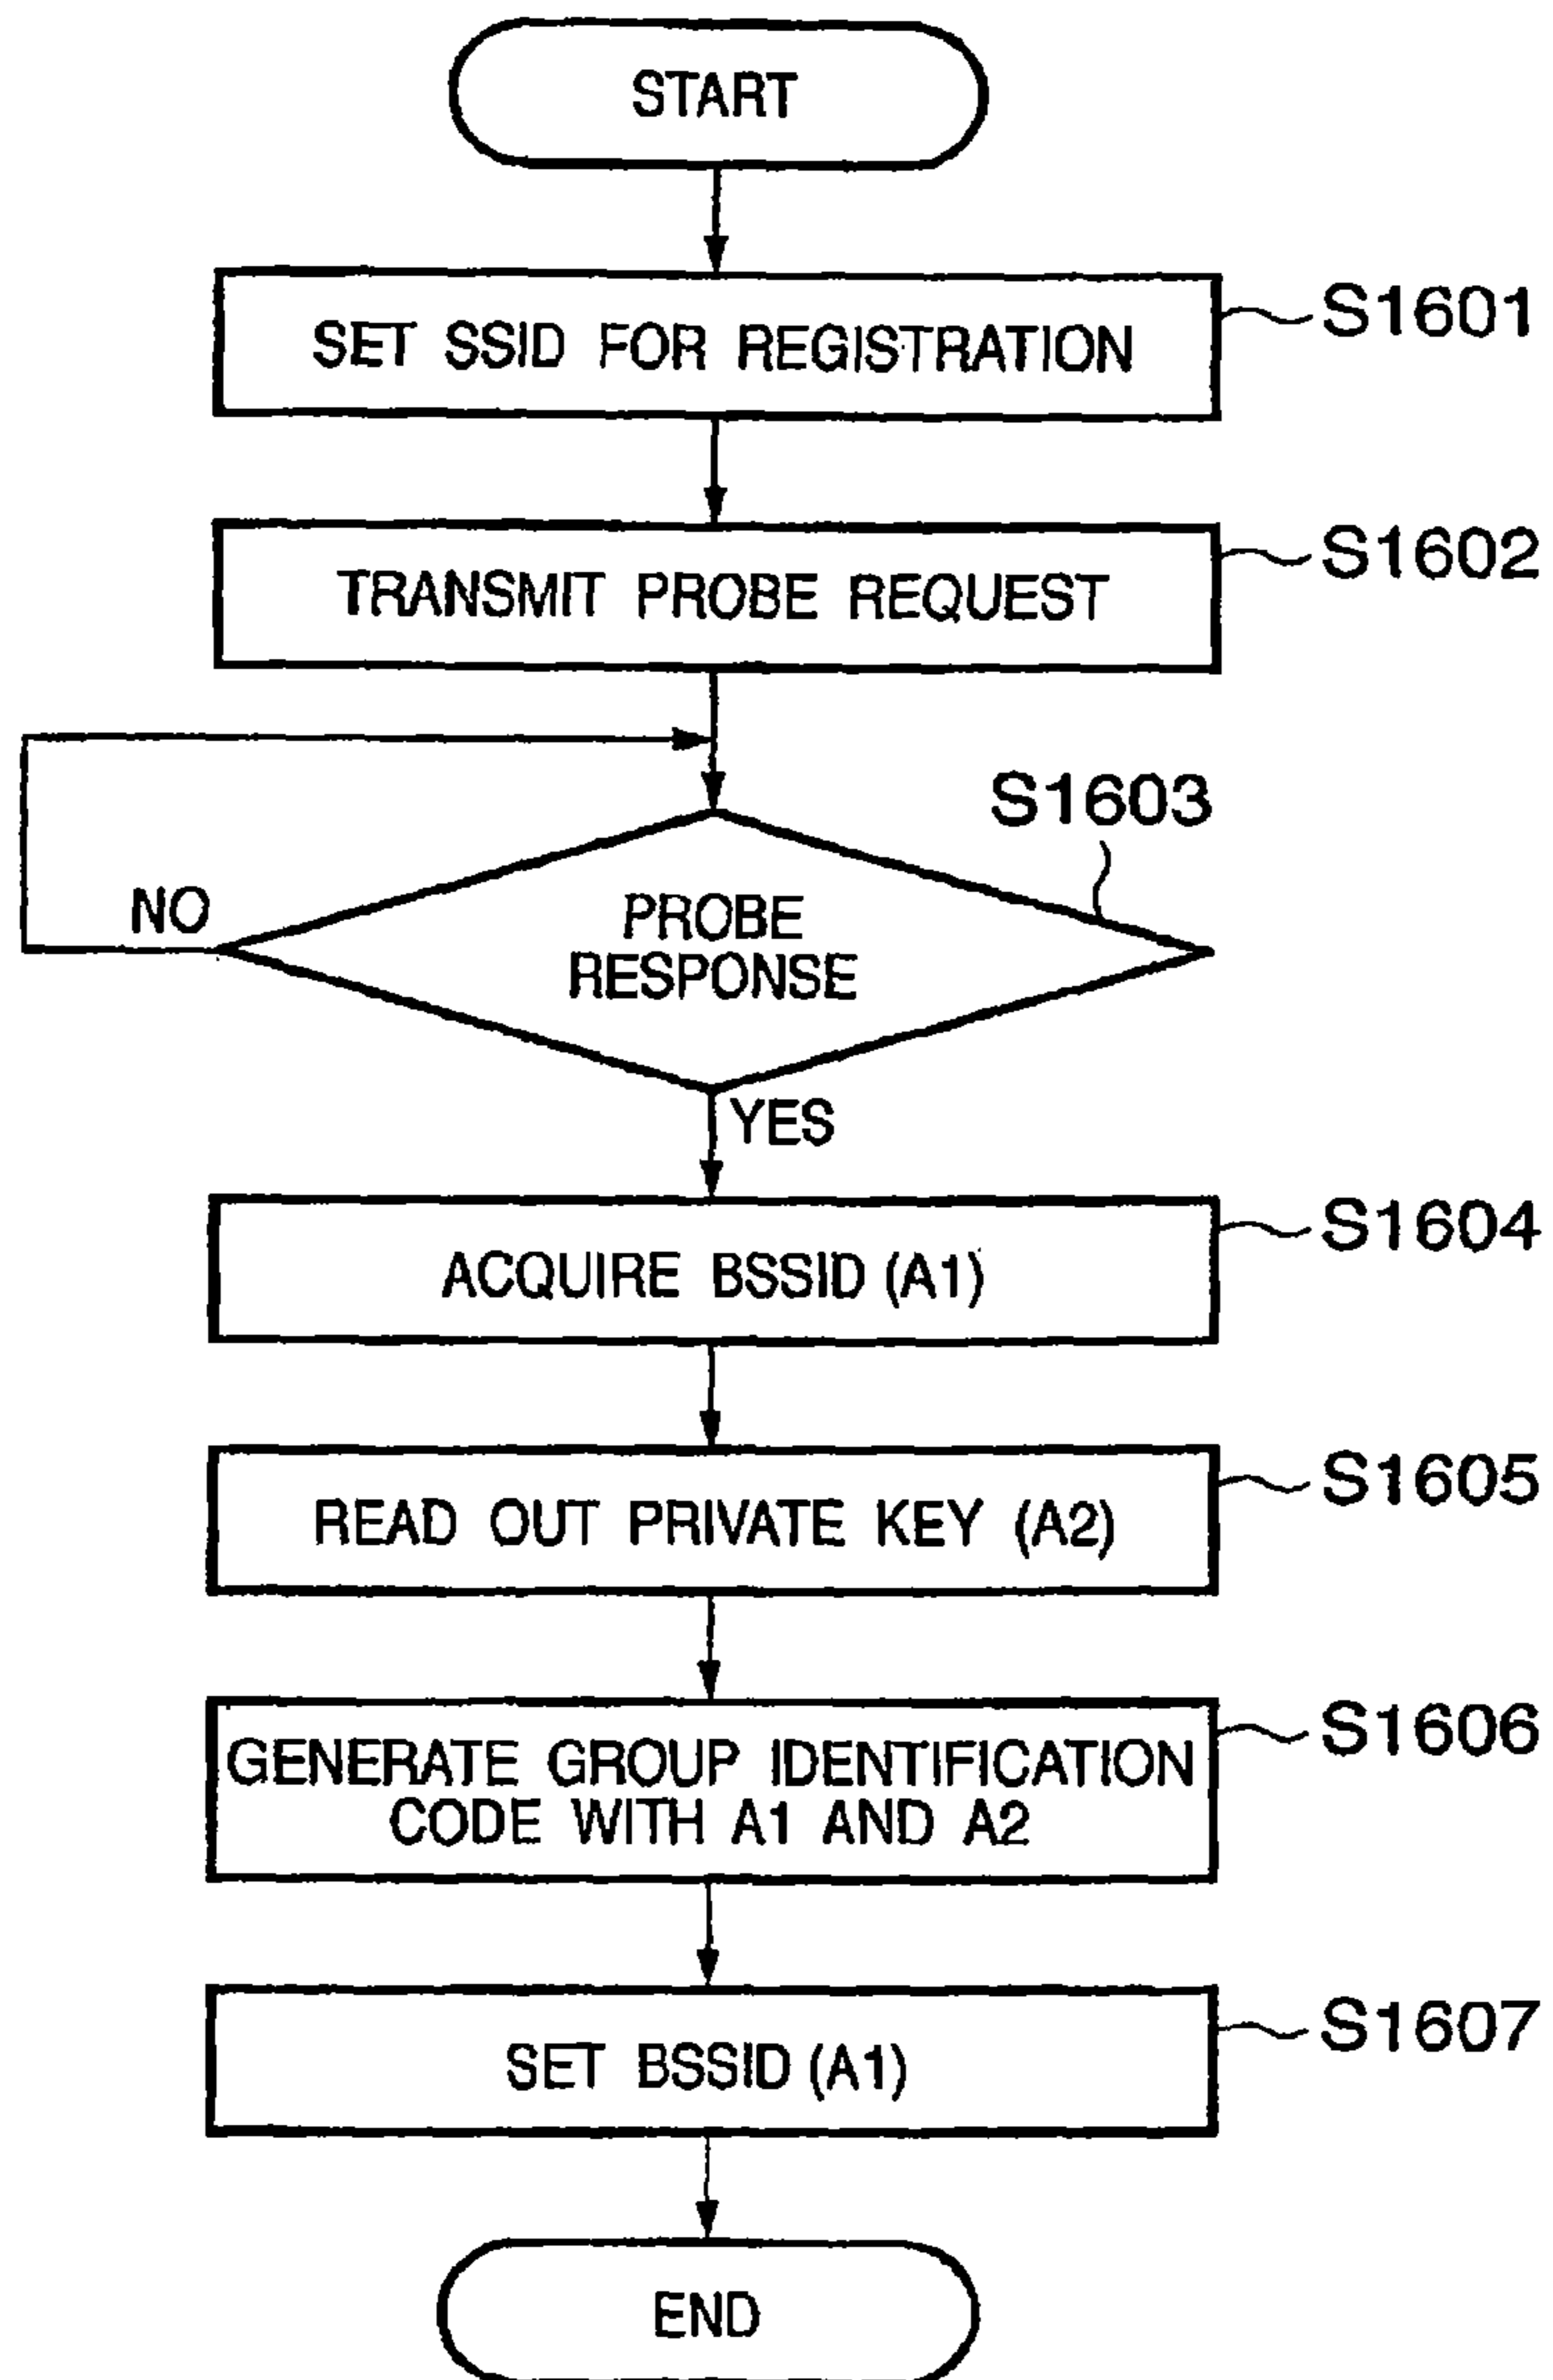 START
SET SSID FOR REGISTRATION
S1601
TRANSMIT PROBE REQUEST
S1602
S1603
NO
PROBE
RESPONSE
YES
ACQUIRE BSSID (A1)
S1604
READ OUT PRIVATE KEY (A2)
S1605
GENERATE GROUP IDENTIFICATION
CODE WITH A1 AND A2
S1606
SET BSSID (A1)
S1607
END